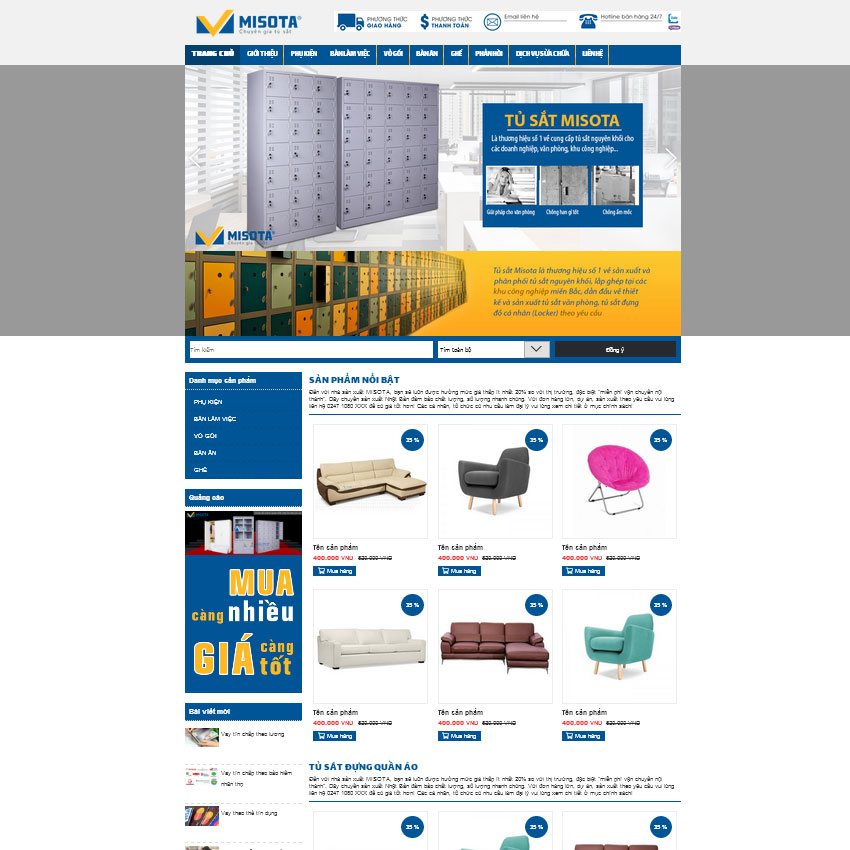 MISOTA®
Chuyên gia tủ sắt
PHƯƠNG THỨC
GIAO HÀNG
PHƯƠNG THỨC
THANH TOÁN
Email liên hệ
Hotline bán hàng 24/7
TRANG CHỦ
GIỚI THIỆU
PHỤ KIỆN
BÀN LÀM VIỆC
VỎ GỐI
BÀN ĂN
GHẾ
PHẢN HỒI
DỊCH VỤ SỬA CHỮA
LIÊN HỆ
TỦ SẮT MISOTA
Là thương hiệu số 1 về cung cấp tủ sắt nguyên khối cho
các doanh nghiệp, văn phòng, khu công nghiệp...
Giải pháp cho văn phòng
Chống han gỉ tốt
Chống ẩm mốc
MISOTA
Tủ sắt Misota là thương hiệu số 1 về sản xuất và
phân phối tủ sắt nguyên khối, lắp ghép tại các
khu công nghiệp miền Bắc, dẫn đầu về thiết
kế và sản xuất tủ sắt văn phòng, tủ sắt đựng
đồ cá nhân (Locker) theo yêu cầu
Tìm kiếm
Tìm toàn bộ
Đồng ý
Danh mục sản phẩm
PHỤ KIỆN
BÀN LÀM VIỆC
VỎ GỐI
BÀN ĂN
GHẾ
Quảng cáo
MUA
càng nhiều
GIÁ càng
tốt
Bài viết mới
Vay tín chấp theo lương
Vay tín chấp theo bảo hiểm
nhân thọ
Vay theo thẻ tín dụng
SẢN PHẨM NỔI BẬT
Đến với nhà sản xuất MISOTA, bạn sẽ luôn được hưởng mức giá thấp ít nhất 20% so với thị trường, đặc biệt "miễn phí vận chuyển nội
thành". Dây chuyền sản xuất Nhật Bản đảm bảo chất lượng, số lượng nhanh chóng. Với đơn hàng lớn, dự án, sản xuất theo yêu cầu vui lòng
liên hệ 0247 1080 XXX để có giá tốt hơn! Các cá nhân, tổ chức có nhu cầu làm đại lý vui lòng xem chi tiết ở mục chính sách!
35 %
35 %
35 %
Tên sản phẩm
Tên sản phẩm
Tên sản phẩm
400.000 VND 520.000 VND
400.000 VND 520.000 VND
400.000 VND 520.000 VND
Mua hàng
Mua hàng
Mua hàng
35 %
35 %
35 %
Tên sản phẩm
Tên sản phẩm
Tên sản phẩm
400.000 VND 520.000 VND
400.000 VND 520.000 VND
400.000 VND 520.000 VND
Mua hàng
Mua hàng
Mua hàng
TỦ SẮT ĐỰNG QUẦN ÁO
Đến với nhà sản xuất MISOTA, bạn sẽ luôn được hưởng mức giá thấp ít nhất 20% so với thị trường, đặc biệt "miễn phí vận chuyển nội
thành". Dây chuyền sản xuất Nhật Bản đảm bảo chất lượng, số lượng nhanh chóng. Với đơn hàng lớn, dự án, sản xuất theo yêu cầu vui lòng
liên hệ 0247 1080 XXX để có giá tốt hơn! Các cá nhân, tổ chức có nhu cầu làm đại lý vui lòng xem chi tiết ở mục chính sách!
35 %
35 %
35 %